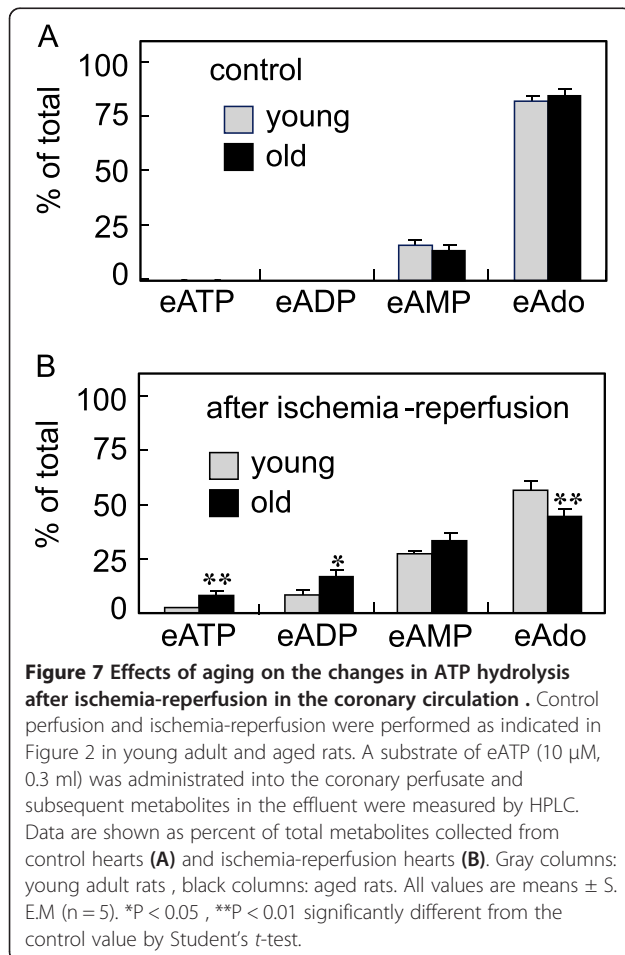 A
100
75
50
25
0
% of total
control
young
old
eATP eADP eAMP eAdo
B
100
75
50
25
0
% of total
after ischemia-reperfusion
young
old
**
*
**
eATP eADP eAMP eAdo
Figure 7 Effects of aging on the changes in ATP hydrolysis
after ischemia-reperfusion in the coronary circulation . Control
perfusion and ischemia-reperfusion were performed as indicated in
Figure 2 in young adult and aged rats. A substrate of eATP (10 μM,
0.3 ml) was administrated into the coronary perfusate and
subsequent metabolites in the effluent were measured by HPLC.
Data are shown as percent of total metabolites collected from
control hearts (A) and ischemia-reperfusion hearts (B). Gray columns:
young adult rats , black columns: aged rats. All values are means ± S.
E.M (n = 5). *P < 0.05 , **P < 0.01 significantly different from the
control value by Student's t-test.